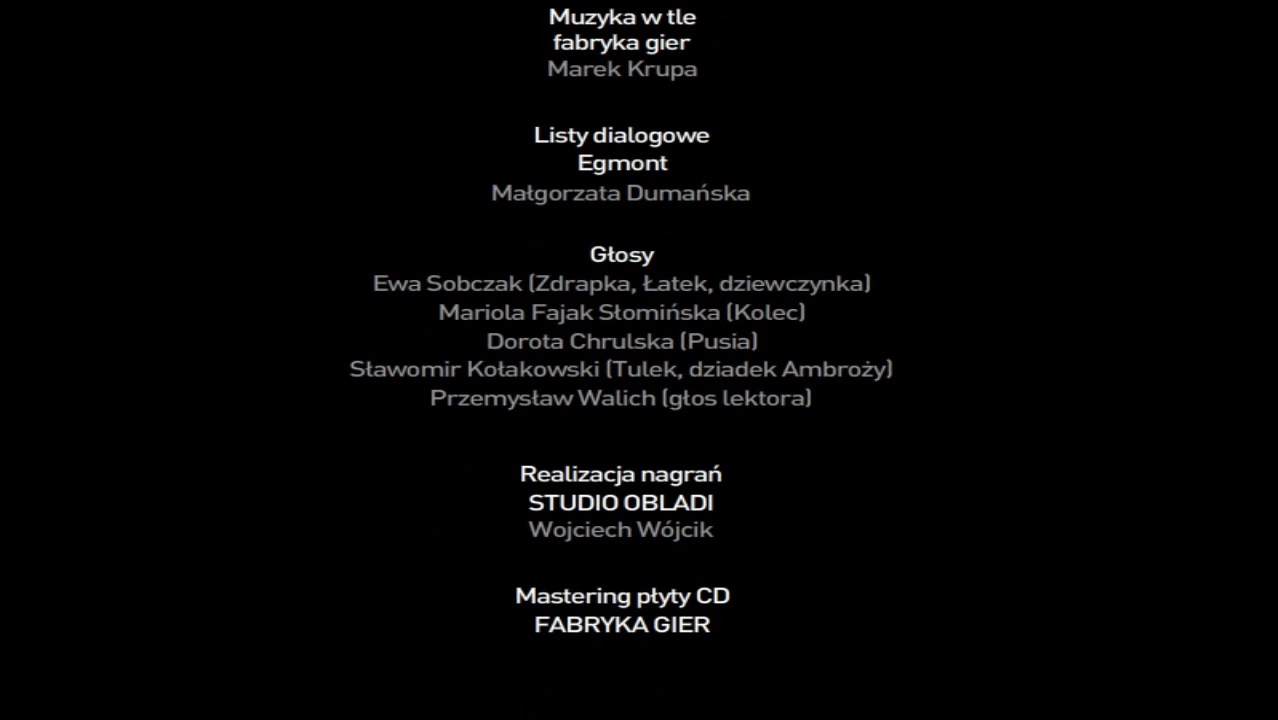 Muzyka w tle
fabryka gier
Marek Krupa
Listy dialogowe
Egmont
Małgorzata Dumańska
Głosy
Ewa Sobczak (Zdrapka, Łatek, dziewczynka)
Mariola Fajak Słomińska (Kolec)
Dorota Chrulska (Pusia)
Sławomir Kołakowski (Tulek, dziadek Ambroży)
Przemysław Walich (głos lektora)
Realizacja nagrań
STUDIO OBLADI
Wojciech Wójcik
Mastering płyty CD
FABRYKA GIER